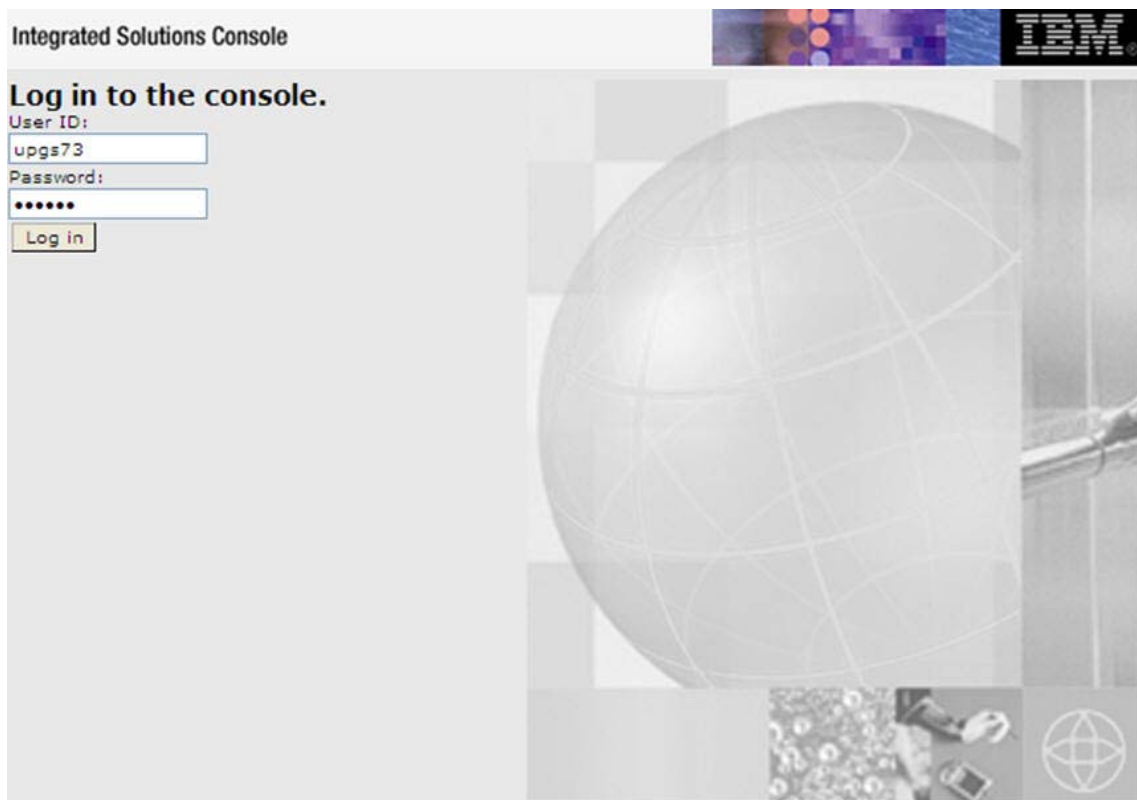 Integrated Solutions Console
IBM®
Log in to the console.
User ID:
upgs73
Password:
••••••
Log in